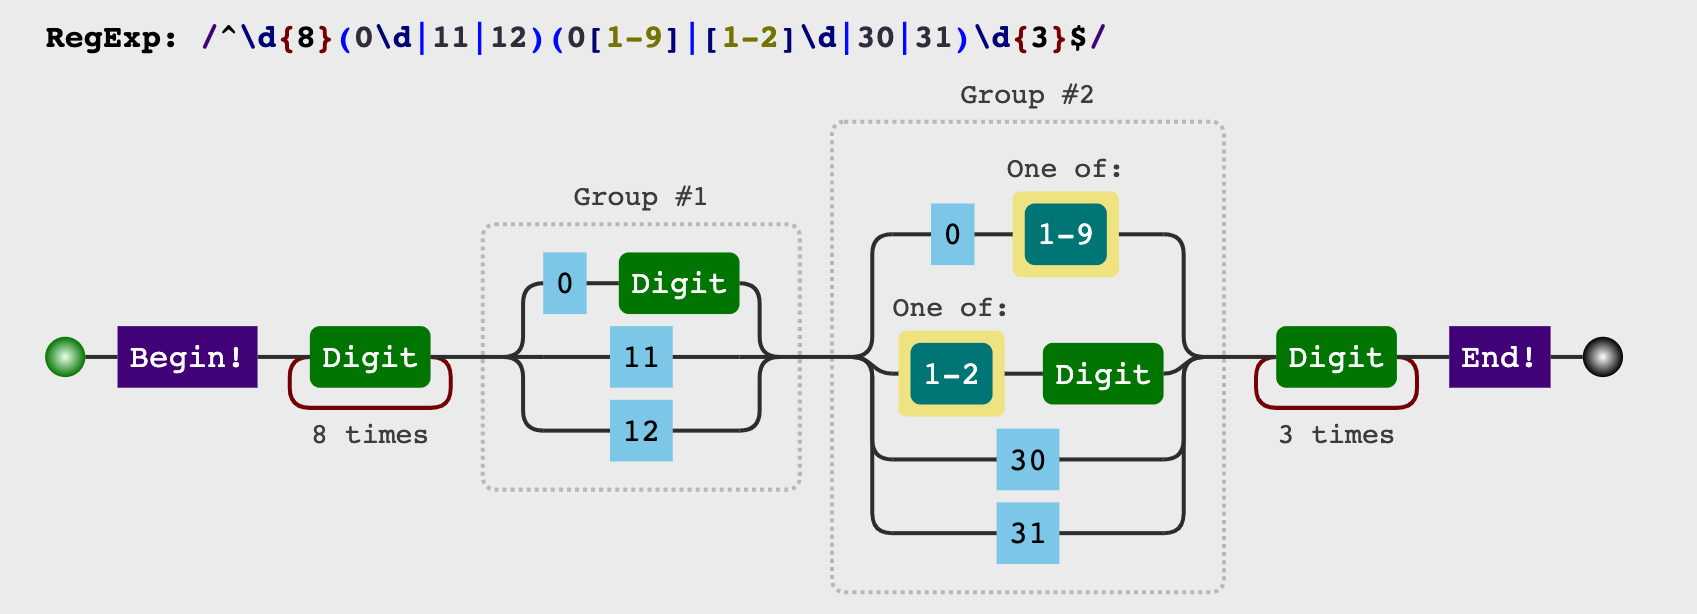 RegExp: /^\d{8}(0\d|11|12)(0[1-9]|[1-2]\d|30|31)\d{3}$/
Group #2
One of:
Group #1
0 1-9
0 Digit
One of:
Begin! Digit 11 1-2 Digit Digit End!
12
8 times
30
3 times
31